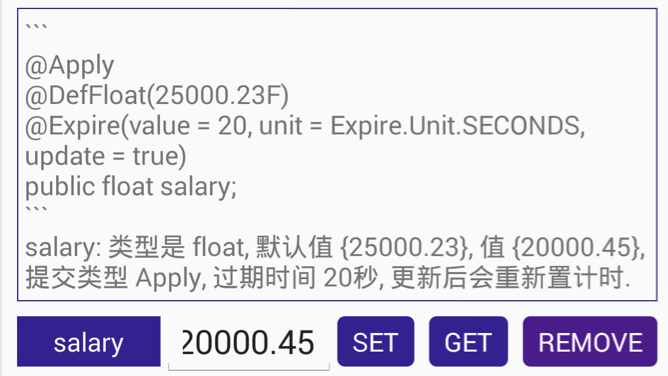 ```
@Apply
@DefFloat(25000.23F)
@Expire(value = 20, unit = Expire.Unit.SECONDS,
update = true)
public float salary;
```
salary: 类型是 float, 默认值 {25000.23}, 值 {20000.45},
提交类型 Apply, 过期时间 20秒, 更新后会重新置计时.
salary 20000.45 SET GET REMOVE